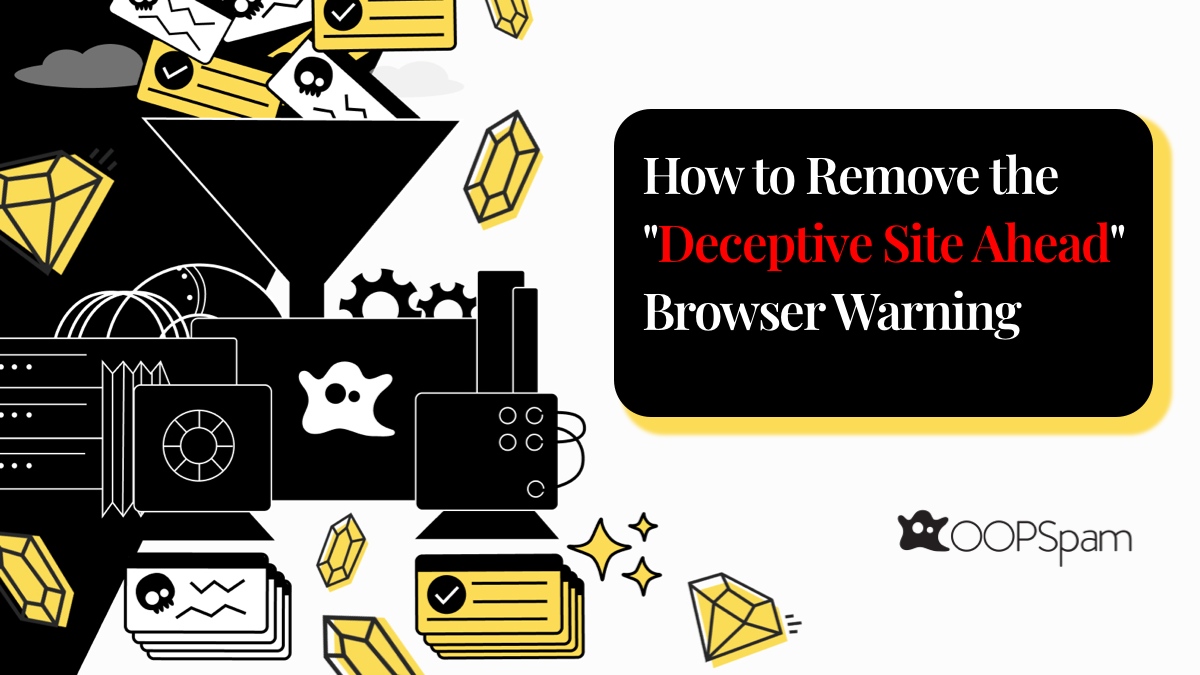 How to Remove the
"Deceptive Site Ahead"
Browser Warning
OOPSpam